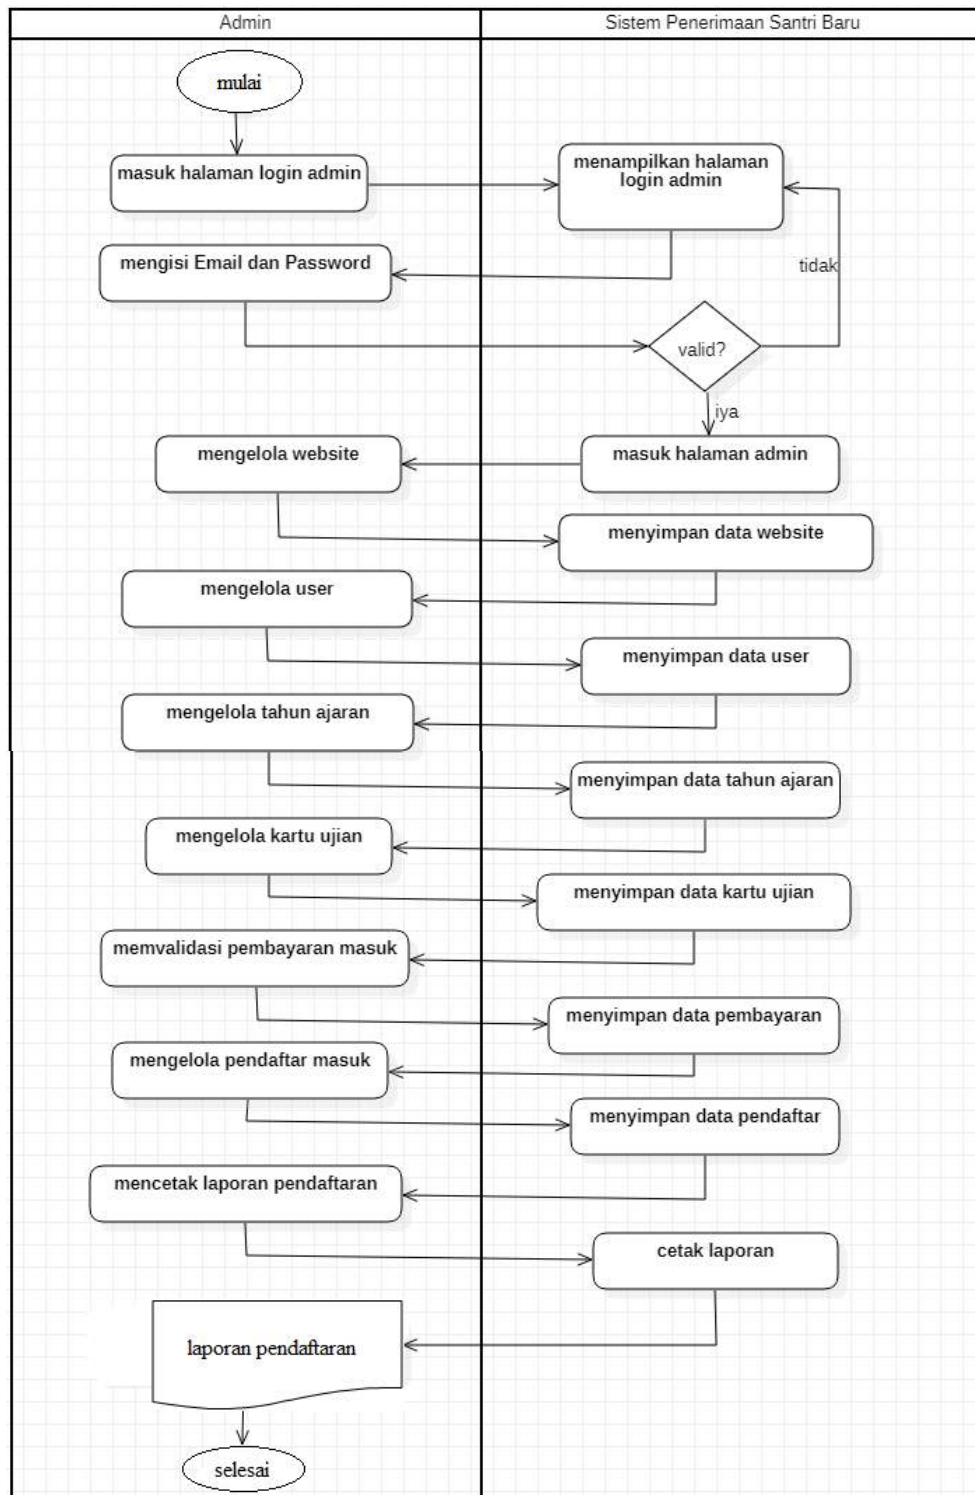 Admin
Sistem Penerimaan Santri Baru
mulai
masuk halaman login admin
menampilkan halaman
login admin
mengisi Email dan Password
tidak
valid?
iya
masuk halaman admin
mengelola website
menyimpan data website
mengelola user
menyimpan data user
mengelola tahun ajaran
menyimpan data tahun ajaran
mengelola kartu ujian
menyimpan data kartu ujian
memvalidasi pembayaran masuk
menyimpan data pembayaran
mengelola pendaftar masuk
menyimpan data pendaftar
mencetak laporan pendaftaran
cetak laporan
laporan pendaftaran
selesai